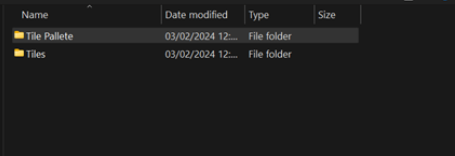 Name Date modified Type Size
Tile Pallete 03/02/2024 12:... File folder
Tiles 03/02/2024 12:... File folder